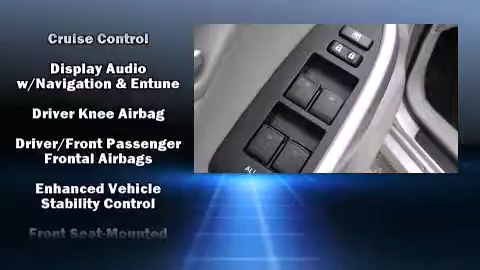 Cruise Control
Display Audio
w/Navigation & Entune
Driver Knee Airbag
Driver/Front Passenger
Frontal Airbags
Enhanced Vehicle
Stability Control
Front Seat-Mounted